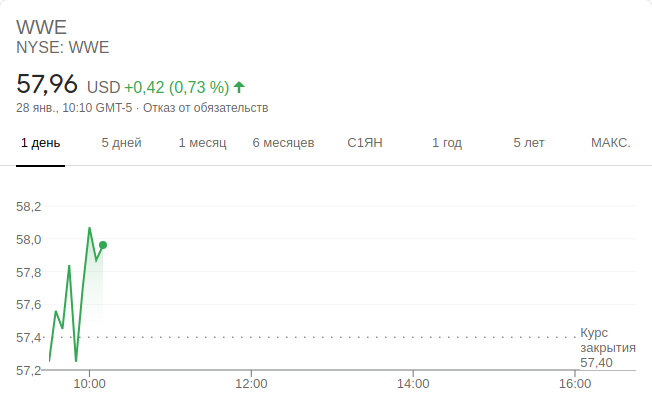 WWE
NYSE: WWE
57,96 USD +0,42 (0,73 %)
28 янв., 10:10 GMT-5 · Отказ от обязательств
1 день 5 дней 1 месяц 6 месяцев С1ЯН 1 год 5 лет МАКС.
58,2
58,0
57,8
57,6
57,4
57,2
Курс
закрытия
57,40
10:00 12:00 14:00 16:00